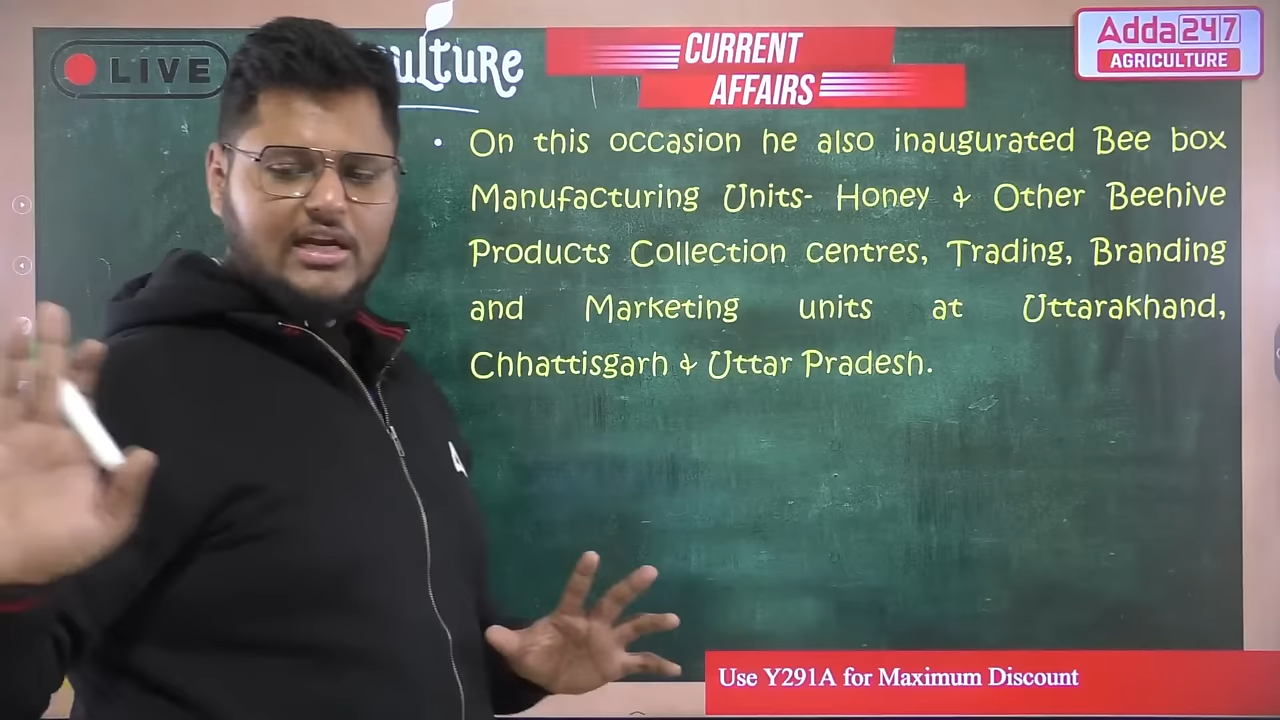 LIVE
CURRENT
AFFAIRS
Adda247
AGRICULTURE
• On this occasion he also inaugurated Bee box
Manufacturing Units- Honey & Other Beehive
Products Collection centres, Trading, Branding
and Marketing units at Uttarakhand,
Chhattisgarh & Uttar Pradesh.
Use Y291A for Maximum Discount